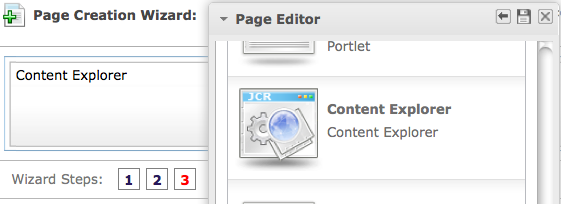 Page Creation Wizard:
Content Explorer
Wizard Steps: 1 2 3
Page Editor
Portlet
JCR
Content Explorer
Content Explorer